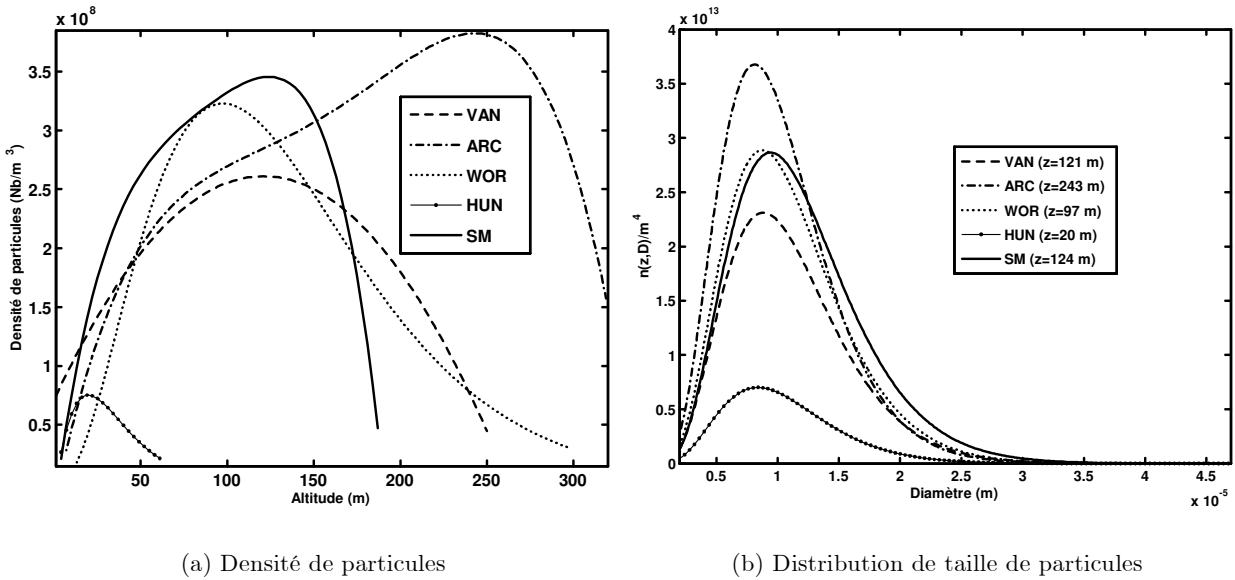 x 10^8
3.5
3
2.5
2
1.5
1
0.5
50
100
150
200
250
300
Densité de particules (Nb/m^3)
Altitude (m)
VAN
ARC
WOR
HUN
SM
x 10^13
4
3.5
3
2.5
2
1.5
1
0.5
0
0.5
1
1.5
2
2.5
3
3.5
4
4.5
n(z,D)/m^4
Diamètre (m)
x 10^-5
VAN (z=121 m)
ARC (z=243 m)
WOR (z=97 m)
HUN (z=20 m)
SM (z=124 m)
(a) Densité de particules
(b) Distribution de taille de particules